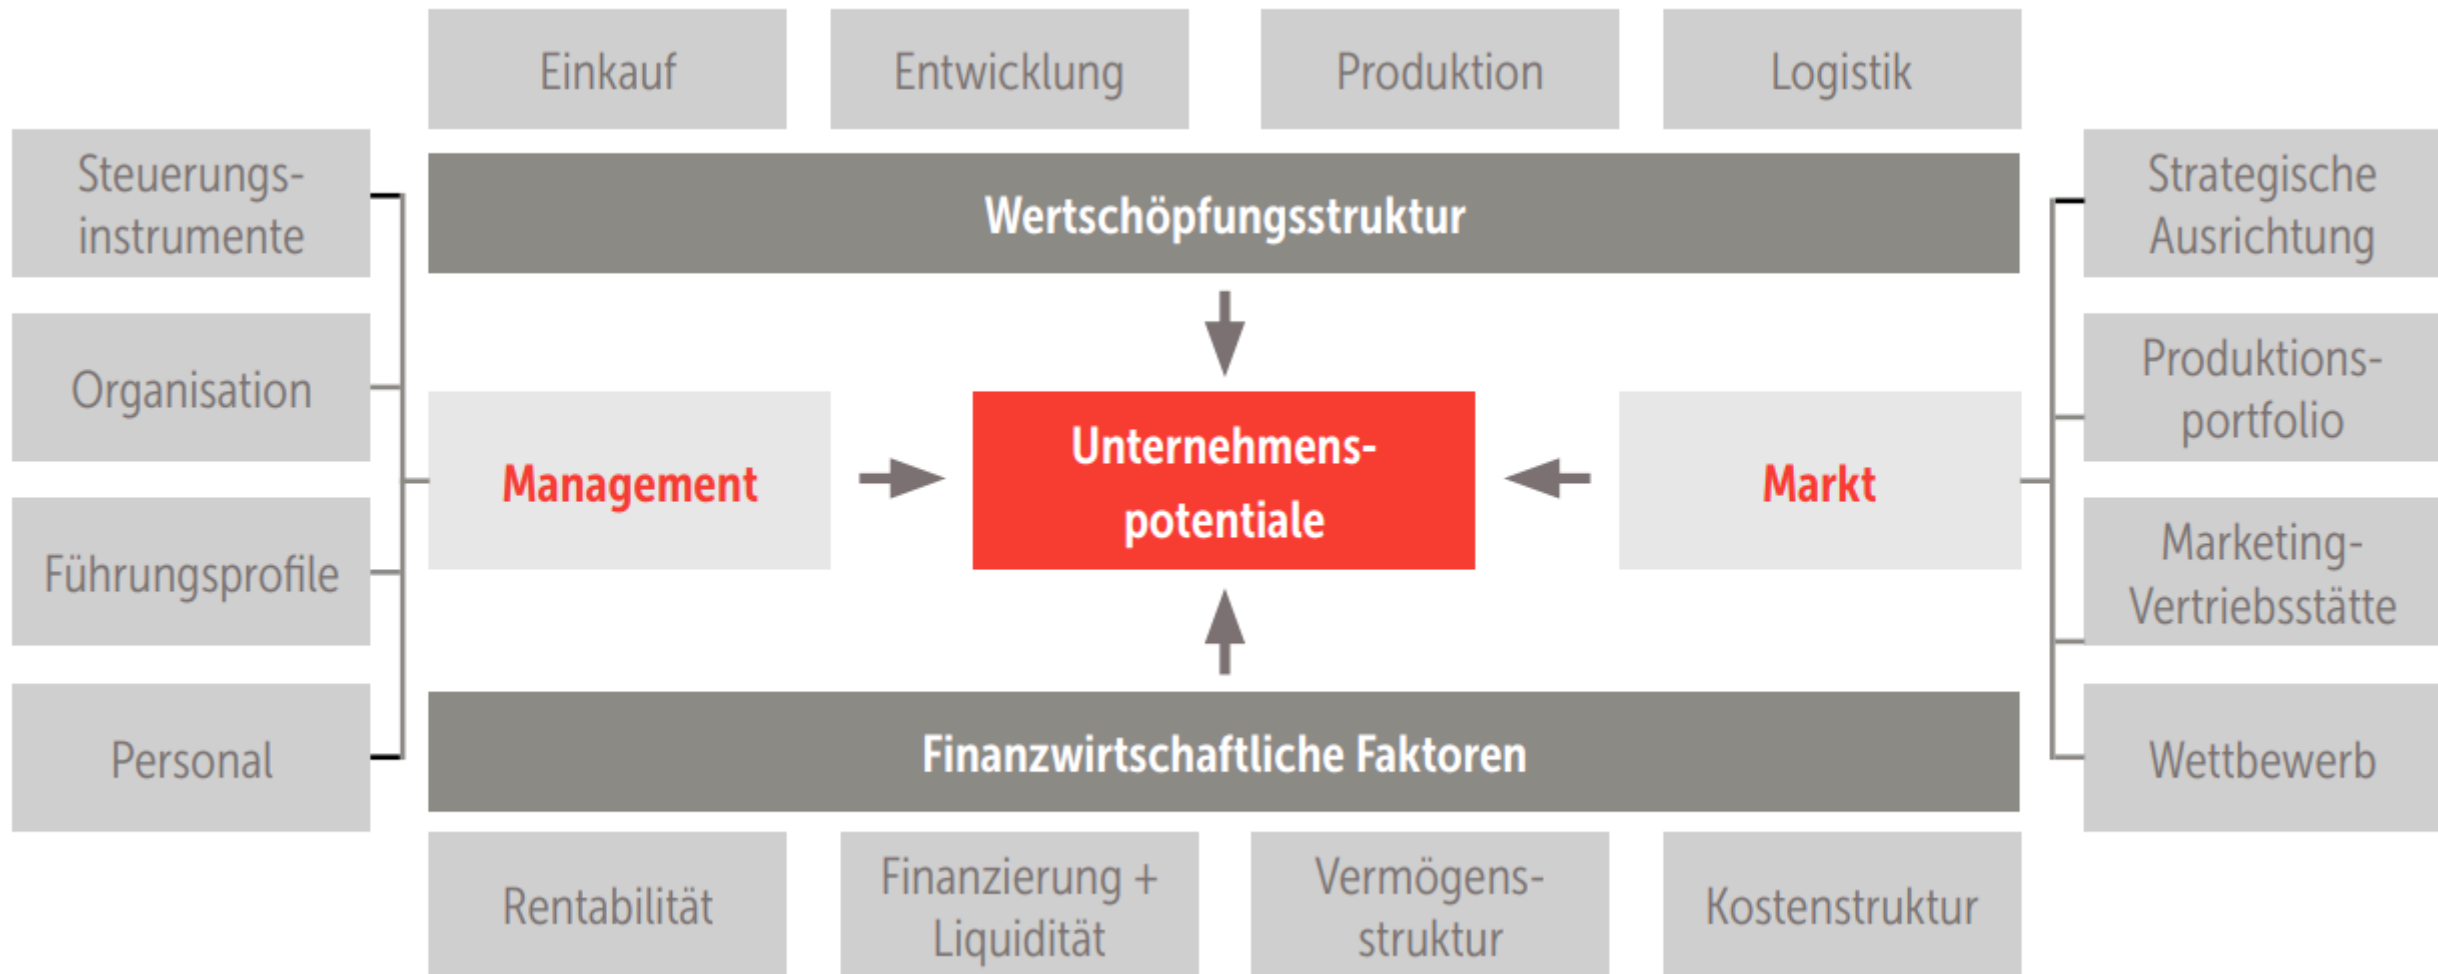 Einkauf
Entwicklung
Produktion
Logistik
Steuerungs-
instrumente
Wertschöpfungsstruktur
Strategische
Ausrichtung
Organisation
Produktions-
portfolio
Management
Unternehmens-
potentiale
Markt
Führungsprofile
Marketing-
Vertriebsstätte
Personal
Finanzwirtschaftliche Faktoren
Wettbewerb
Rentabilität
Finanzierung +
Liquidität
Vermögens-
struktur
Kostenstruktur